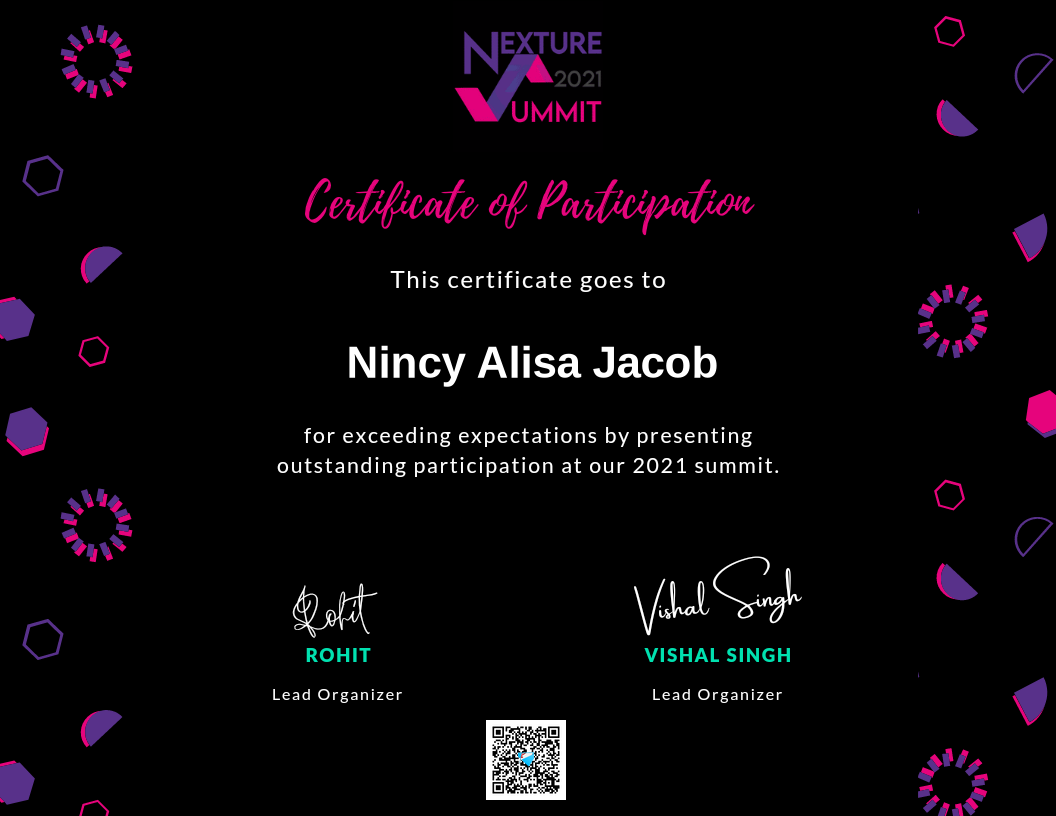 NEXTURE
2021
SUMMIT
Certificate of Participation
This certificate goes to
Nincy Alisa Jacob
for exceeding expectations by presenting
outstanding participation at our 2021 summit.
Rohit
Vishal Singh
ROHIT
VISHAL SINGH
Lead Organizer
Lead Organizer